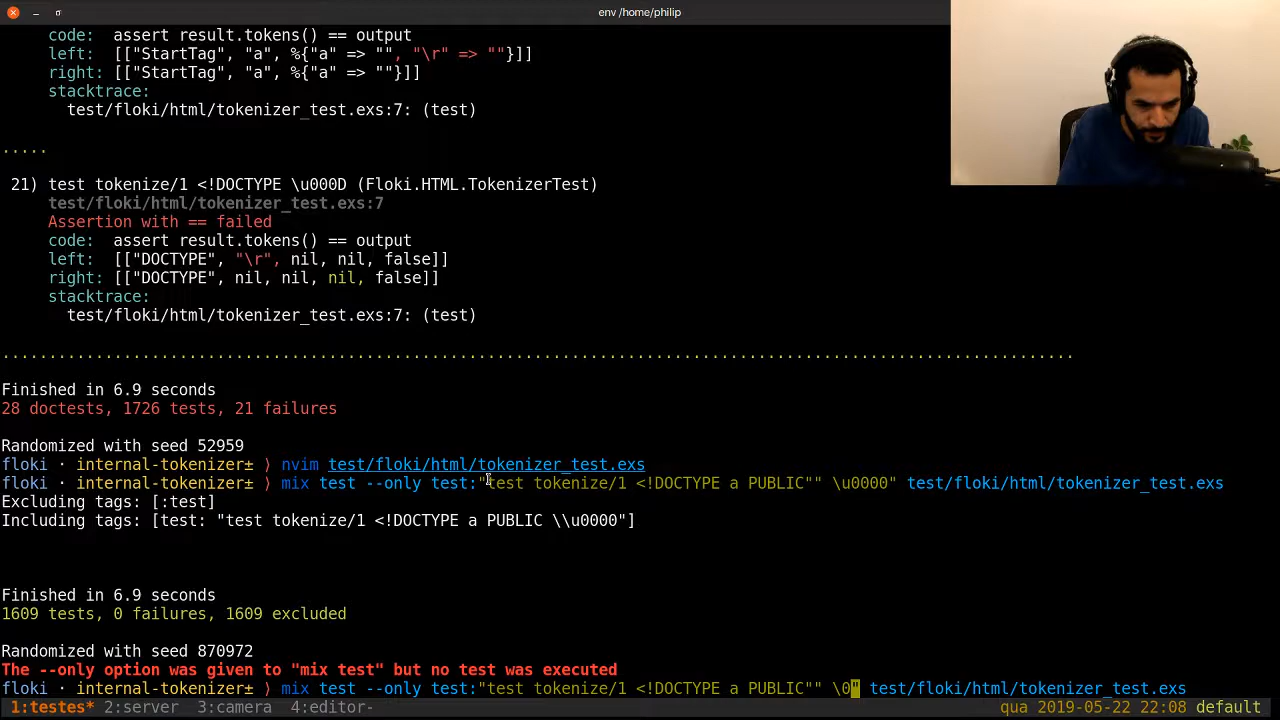 env /home/philip
code:  assert result.tokens() == output
left:  [["StartTag", "a", %{"a" => "", "\r" => ""}]]
right: [["StartTag", "a", %{"a" => ""}]]
stacktrace:
test/floki/html/tokenizer_test.exs:7: (test)
.....
21) test tokenize/1 <!DOCTYPE \u000D (Floki.HTML.TokenizerTest)
test/floki/html/tokenizer_test.exs:7
Assertion with == failed
code:  assert result.tokens() == output
left:  [["DOCTYPE", "\r", nil, nil, false]]
right: [["DOCTYPE", nil, nil, nil, false]]
stacktrace:
test/floki/html/tokenizer_test.exs:7: (test)
...................................................................................................................
Finished in 6.9 seconds
28 doctests, 1726 tests, 21 failures
Randomized with seed 52959
floki · internal-tokenizer± ⟩ nvim test/floki/html/tokenizer_test.exs
floki · internal-tokenizer± ⟩ mix test --only test:"test tokenize/1 <!DOCTYPE a PUBLIC"" \u0000" test/floki/html/tokenizer_test.exs
Excluding tags: [:test]
Including tags: [test: "test tokenize/1 <!DOCTYPE a PUBLIC \\u0000"]
Finished in 6.9 seconds
1609 tests, 0 failures, 1609 excluded
Randomized with seed 870972
The --only option was given to "mix test" but no test was executed
floki · internal-tokenizer± ⟩ mix test --only test:"test tokenize/1 <!DOCTYPE a PUBLIC"" \0" test/floki/html/tokenizer_test.exs
1:testes* 2:server  3:camera  4:editor-  qua 2019-05-22 22:08 default